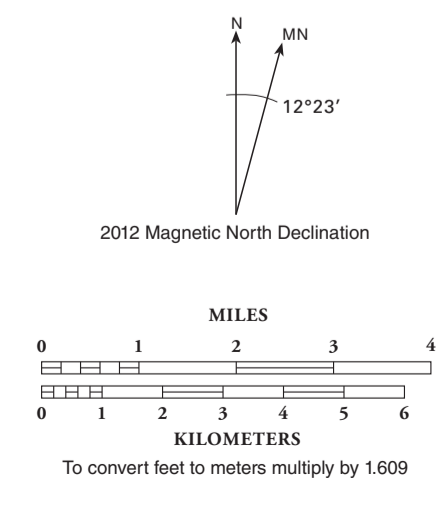 N
MN
12°23′
2012 Magnetic North Declination
MILES
0 1 2 3 4
0 1 2 3 4 5 6
KILOMETERS
To convert feet to meters multiply by 1.609